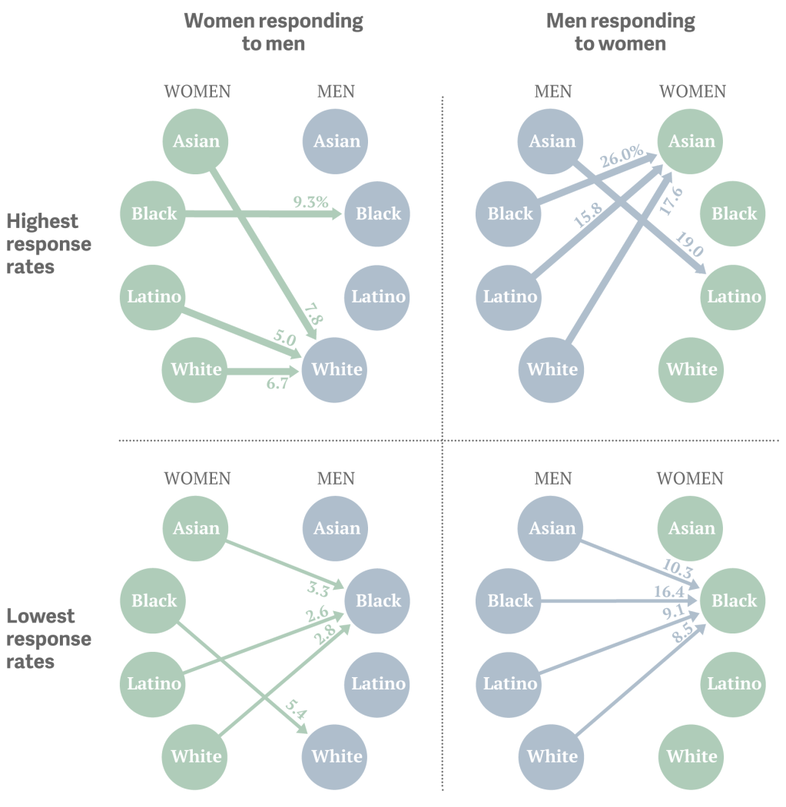 Women responding
to men
Men responding
to women
Highest
response
rates
WOMEN
MEN
Asian
Asian
Black
9.3%
Black
Latino
7.8
Latino
5.0
White
6.7
White
MEN
WOMEN
Asian
26.0%
Asian
Black
15.8
17.6
Black
19.0
Latino
Latino
White
White
Lowest
response
rates
WOMEN
MEN
Asian
Asian
3.3
Black
2.6
Black
2.8
Latino
5.4
Latino
White
White
MEN
WOMEN
Asian
Asian
10.3
Black
16.4
Black
9.1
8.5
Latino
Latino
White
White